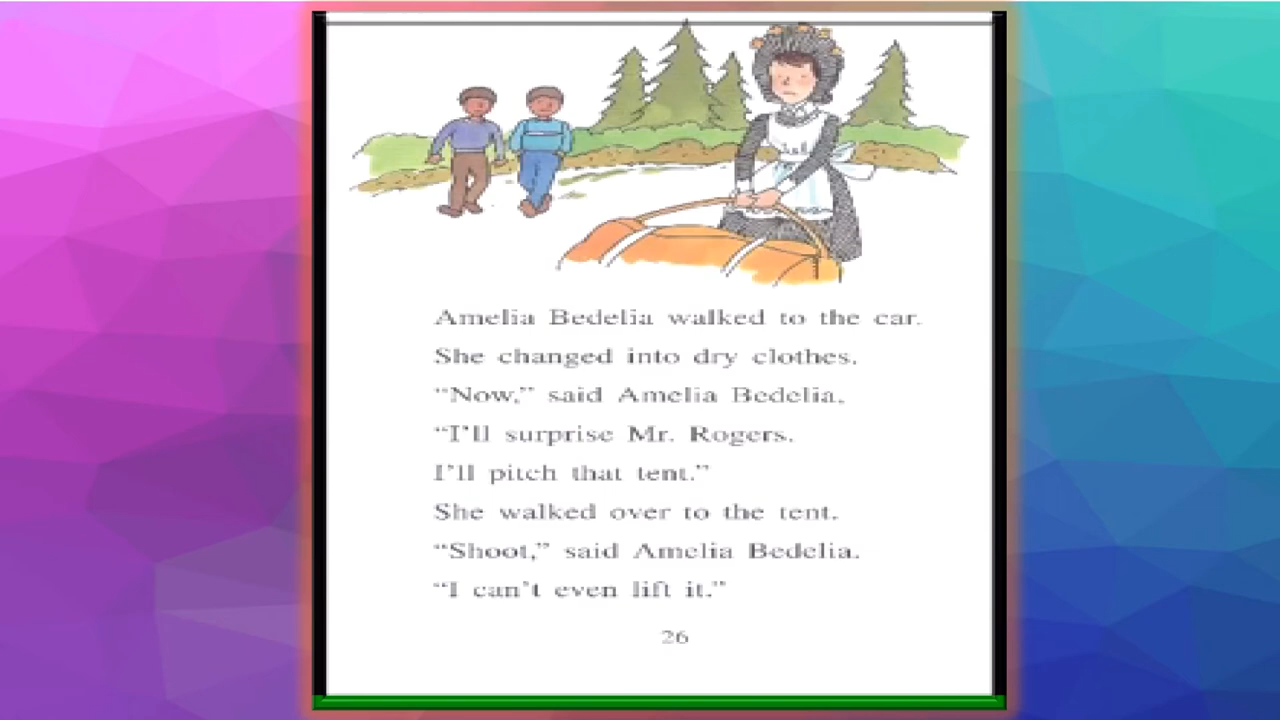 Amelia Bedelia walked to the car.
She changed into dry clothes.
“Now,” said Amelia Bedelia,
“I’ll surprise Mr. Rogers.
I’ll pitch that tent.”
She walked over to the tent.
“Shoot,” said Amelia Bedelia.
“I can’t even lift it.”
26